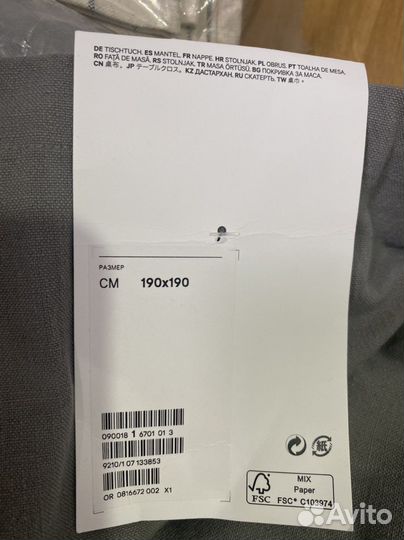 DE TISCHTUCH. ES MANTEL. FR NAPPE. HR STOLNJAK. PL OBRUS. PT TOALHA DE MESA.
RO FAȚĂ DE MASĂ. RS STOLNJAK. TR MASA ÖRTÜSÜ. BG ПОКРИВКА ЗА МАСА.
CN 桌布。JP テーブルクロス。KZ ДАСТАРХАН. RU СКАТЕРТЬ. TW 桌巾。
РАЗМЕР
CM 190x190
090018 1 6701 01 3
9210/1 07133853
OR 0816672 002 X1
紙
FSC
MIX
Paper
FSC® C103974
Avito